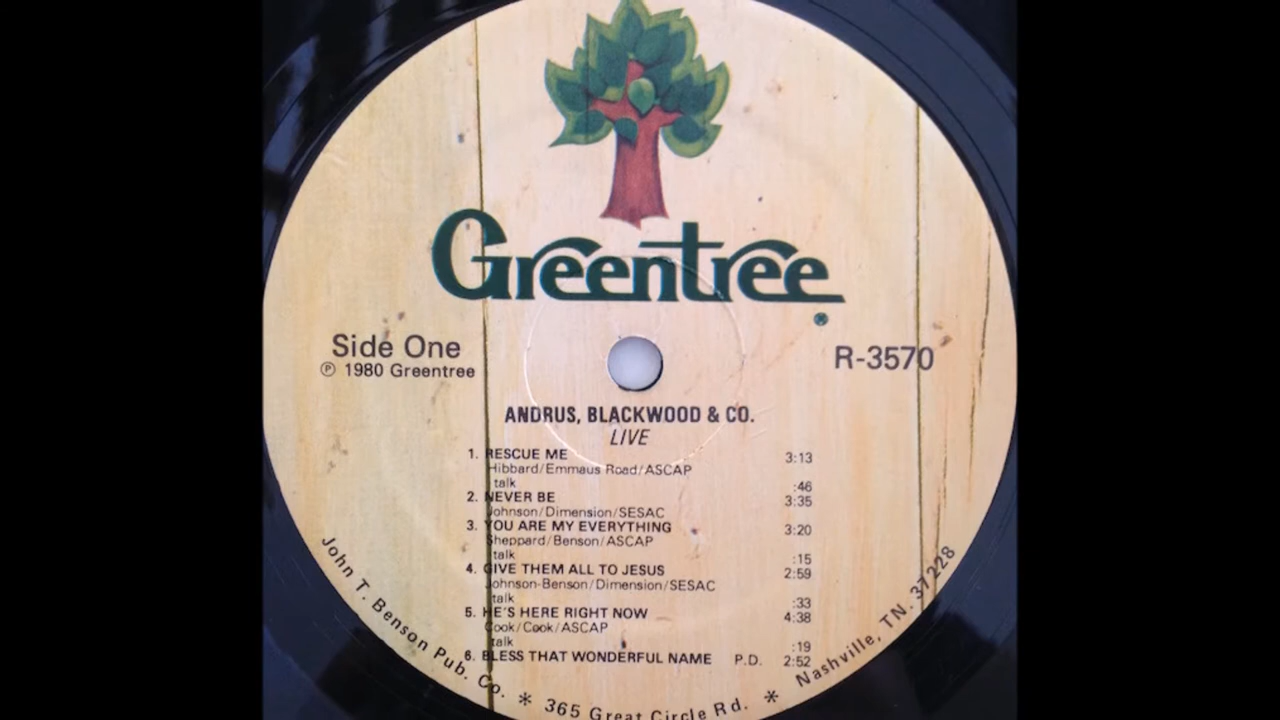 Greentree
®
Side One
℗ 1980 Greentree
R-3570
ANDRUS, BLACKWOOD & CO.
LIVE
1. RESCUE ME 3:13
Hibbard/Emmaus Road/ASCAP
talk :46
2. NEVER BE 3:35
Johnson/Dimension/SESAC
3. YOU ARE MY EVERYTHING 3:20
Sheppard/Benson/ASCAP
talk :15
4. GIVE THEM ALL TO JESUS 2:59
Johnson-Benson/Dimension/SESAC
talk :33
5. HE'S HERE RIGHT NOW 4:38
Cook/Cook/ASCAP
talk :19
6. BLESS THAT WONDERFUL NAME P.D. 2:52
John T. Benson Pub. Co. * 365 Great Circle Rd. * Nashville, TN. 37228